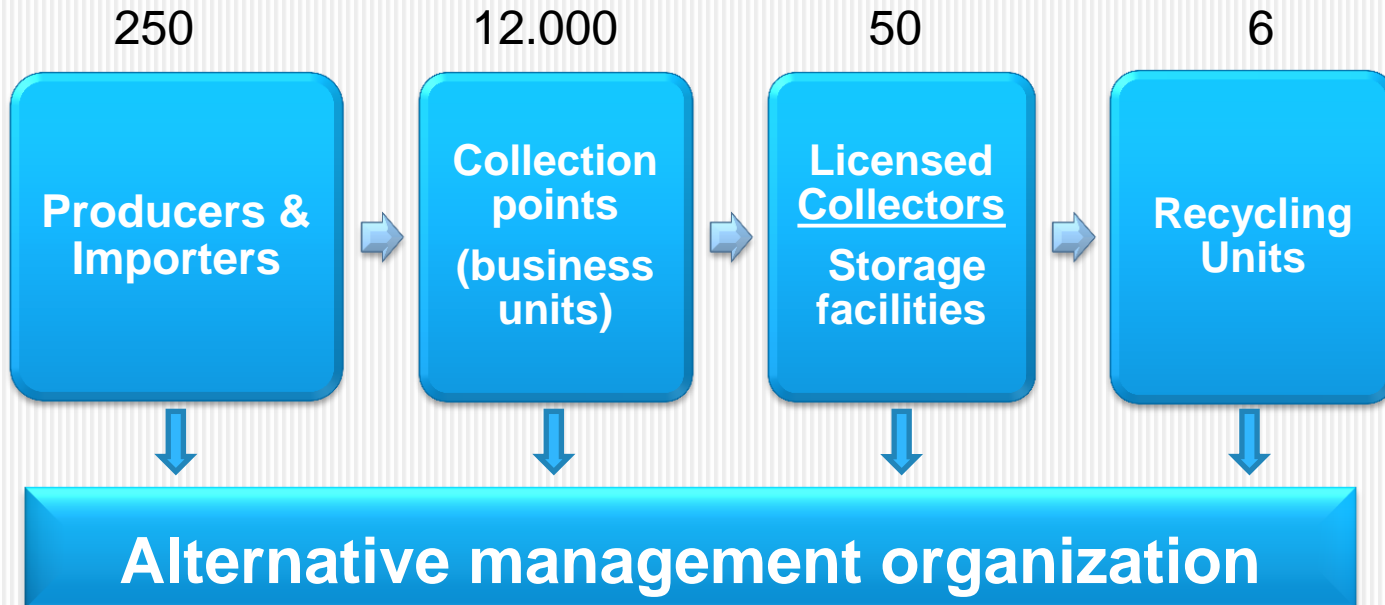 250
12.000
50
6
Producers &
Importers
Collection
points
(business
units)
Licensed
Collectors
Storage
facilities
Recycling
Units
Alternative management organization